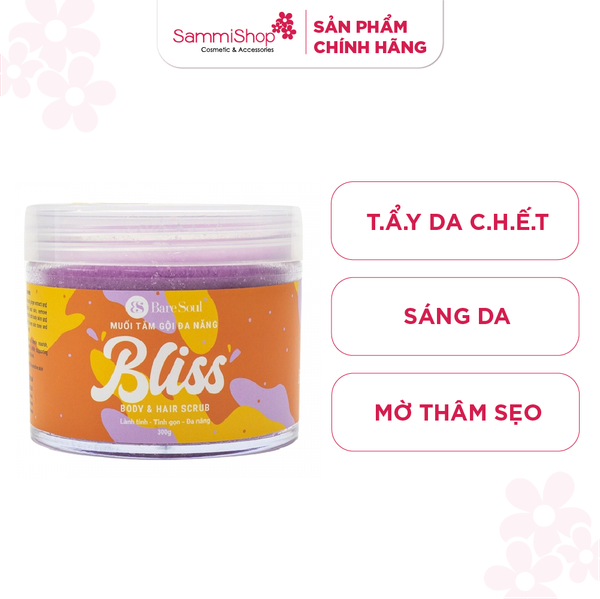 SammiShop
Cosmetic & Accessories
SẢN PHẨM
CHÍNH HÃNG
BareSoul
MUỐI TẮM GỘI ĐA NĂNG
Bliss
BODY & HAIR SCRUB
Lành tính - Tinh gọn - Đa năng
T.Ẩ.Y DA C.H.Ế.T
SÁNG DA
MỜ THÂM SẸO